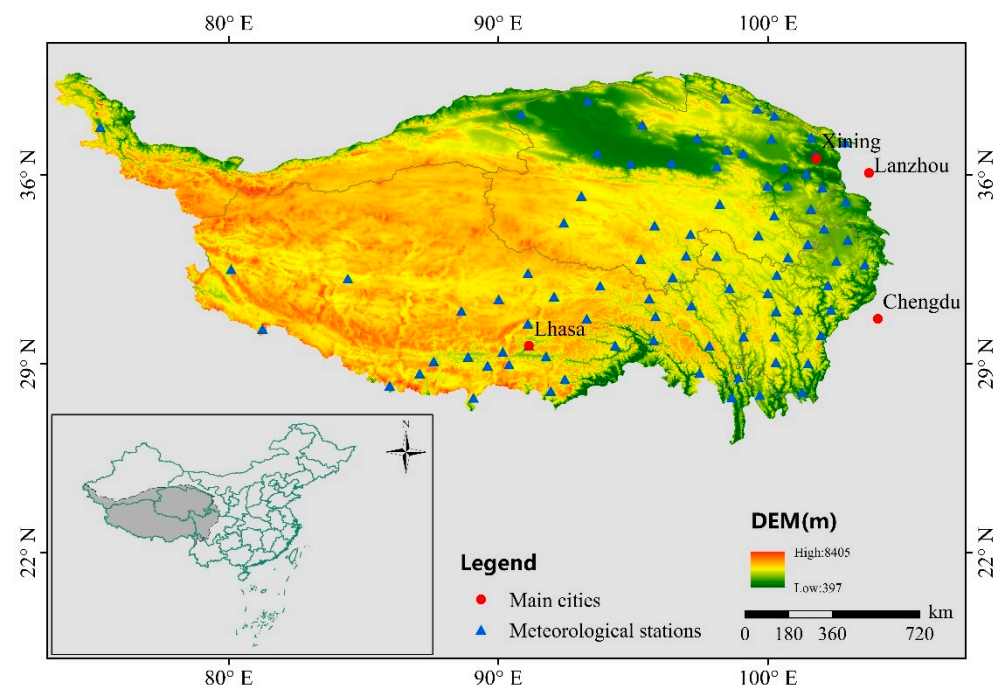 80° E 90° E 100° E
Xining
36° N 36° N
Lanzhou
Chengdu
Lhasa
29° N 29° N
N
DEM(m)
High:8405
Low:397
22° N 22° N
Legend
Main cities
Meteorological stations
km
0 180 360 720
80° E 90° E 100° E